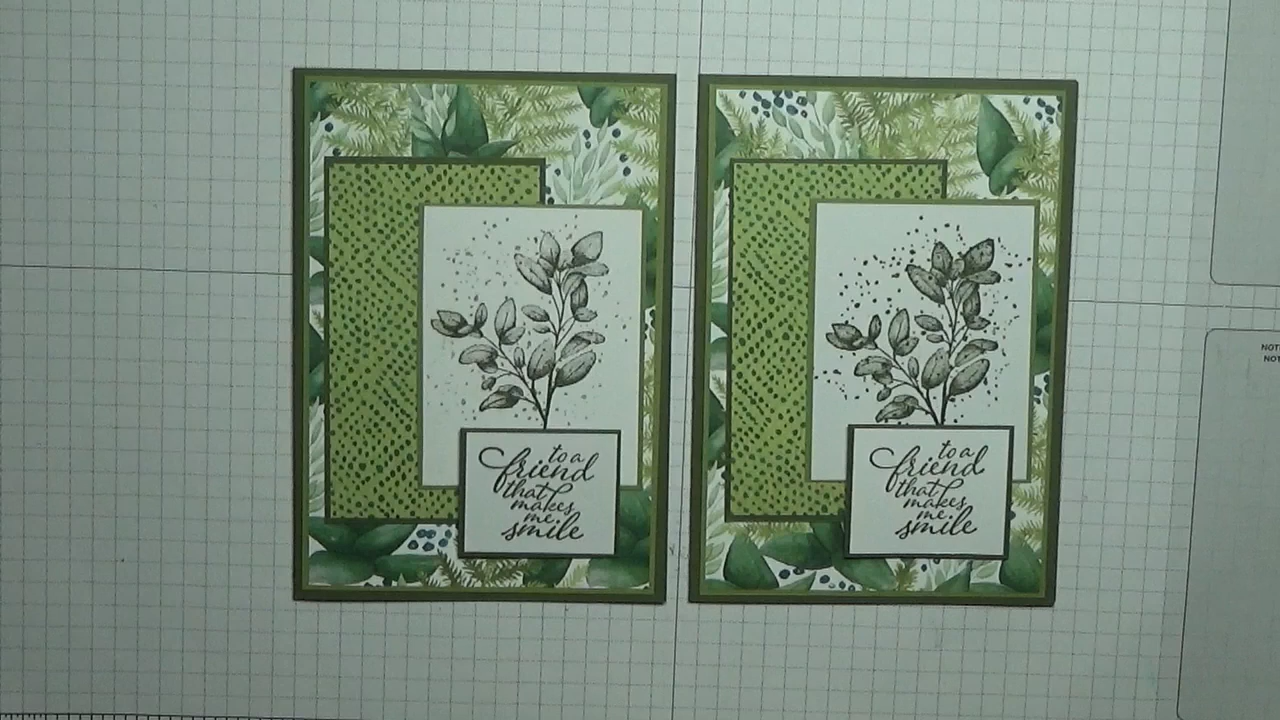 to a
friend
that
makes
me
smile
to a
friend
that
makes
me
smile